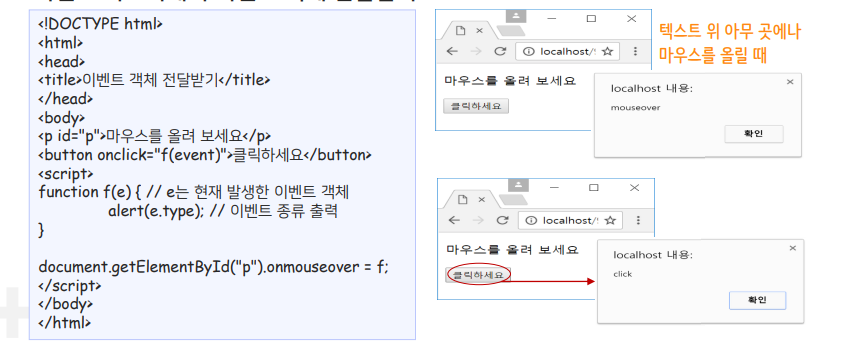 <!DOCTYPE html>
<html>
<head>
<title>이벤트 객체 전달받기</title>
</head>
<body>
<p id="p">마우스를 올려 보세요</p>
<button onclick="f(event)">클릭하세요</button>
<script>
function f(e) { // e는 현재 발생한 이벤트 객체
alert(e.type); // 이벤트 종류 출력
}
document.getElementById("p").onmouseover = f;
</script>
</body>
</html>
localhost/
마우스를 올려 보세요
클릭하세요
텍스트 위 아무 곳에나
마우스를 올릴 때
localhost 내용:
mouseover
확인
localhost/
마우스를 올려 보세요
클릭하세요
localhost 내용:
click
확인